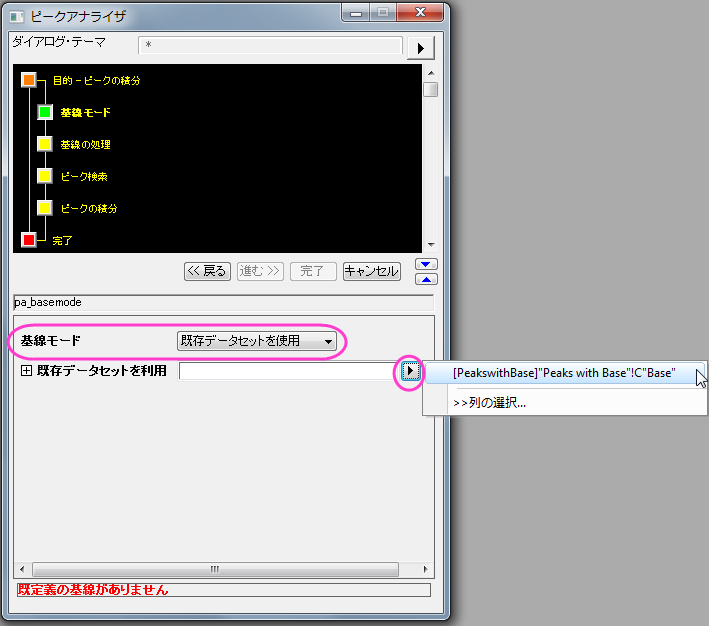 ピークアナライザ
ダイアログ・テーマ
*
目的 - ピークの積分
基線モード
基線の処理
ピーク検索
ピークの積分
完了
<< 戻る 進む >> 完了 キャンセル
pa_basemode
基線モード 既存データセットを使用
既存データセットを利用
[PeakswithBase]"Peaks with Base"!C"Base"
>>列の選択...
既定義の基線がありません